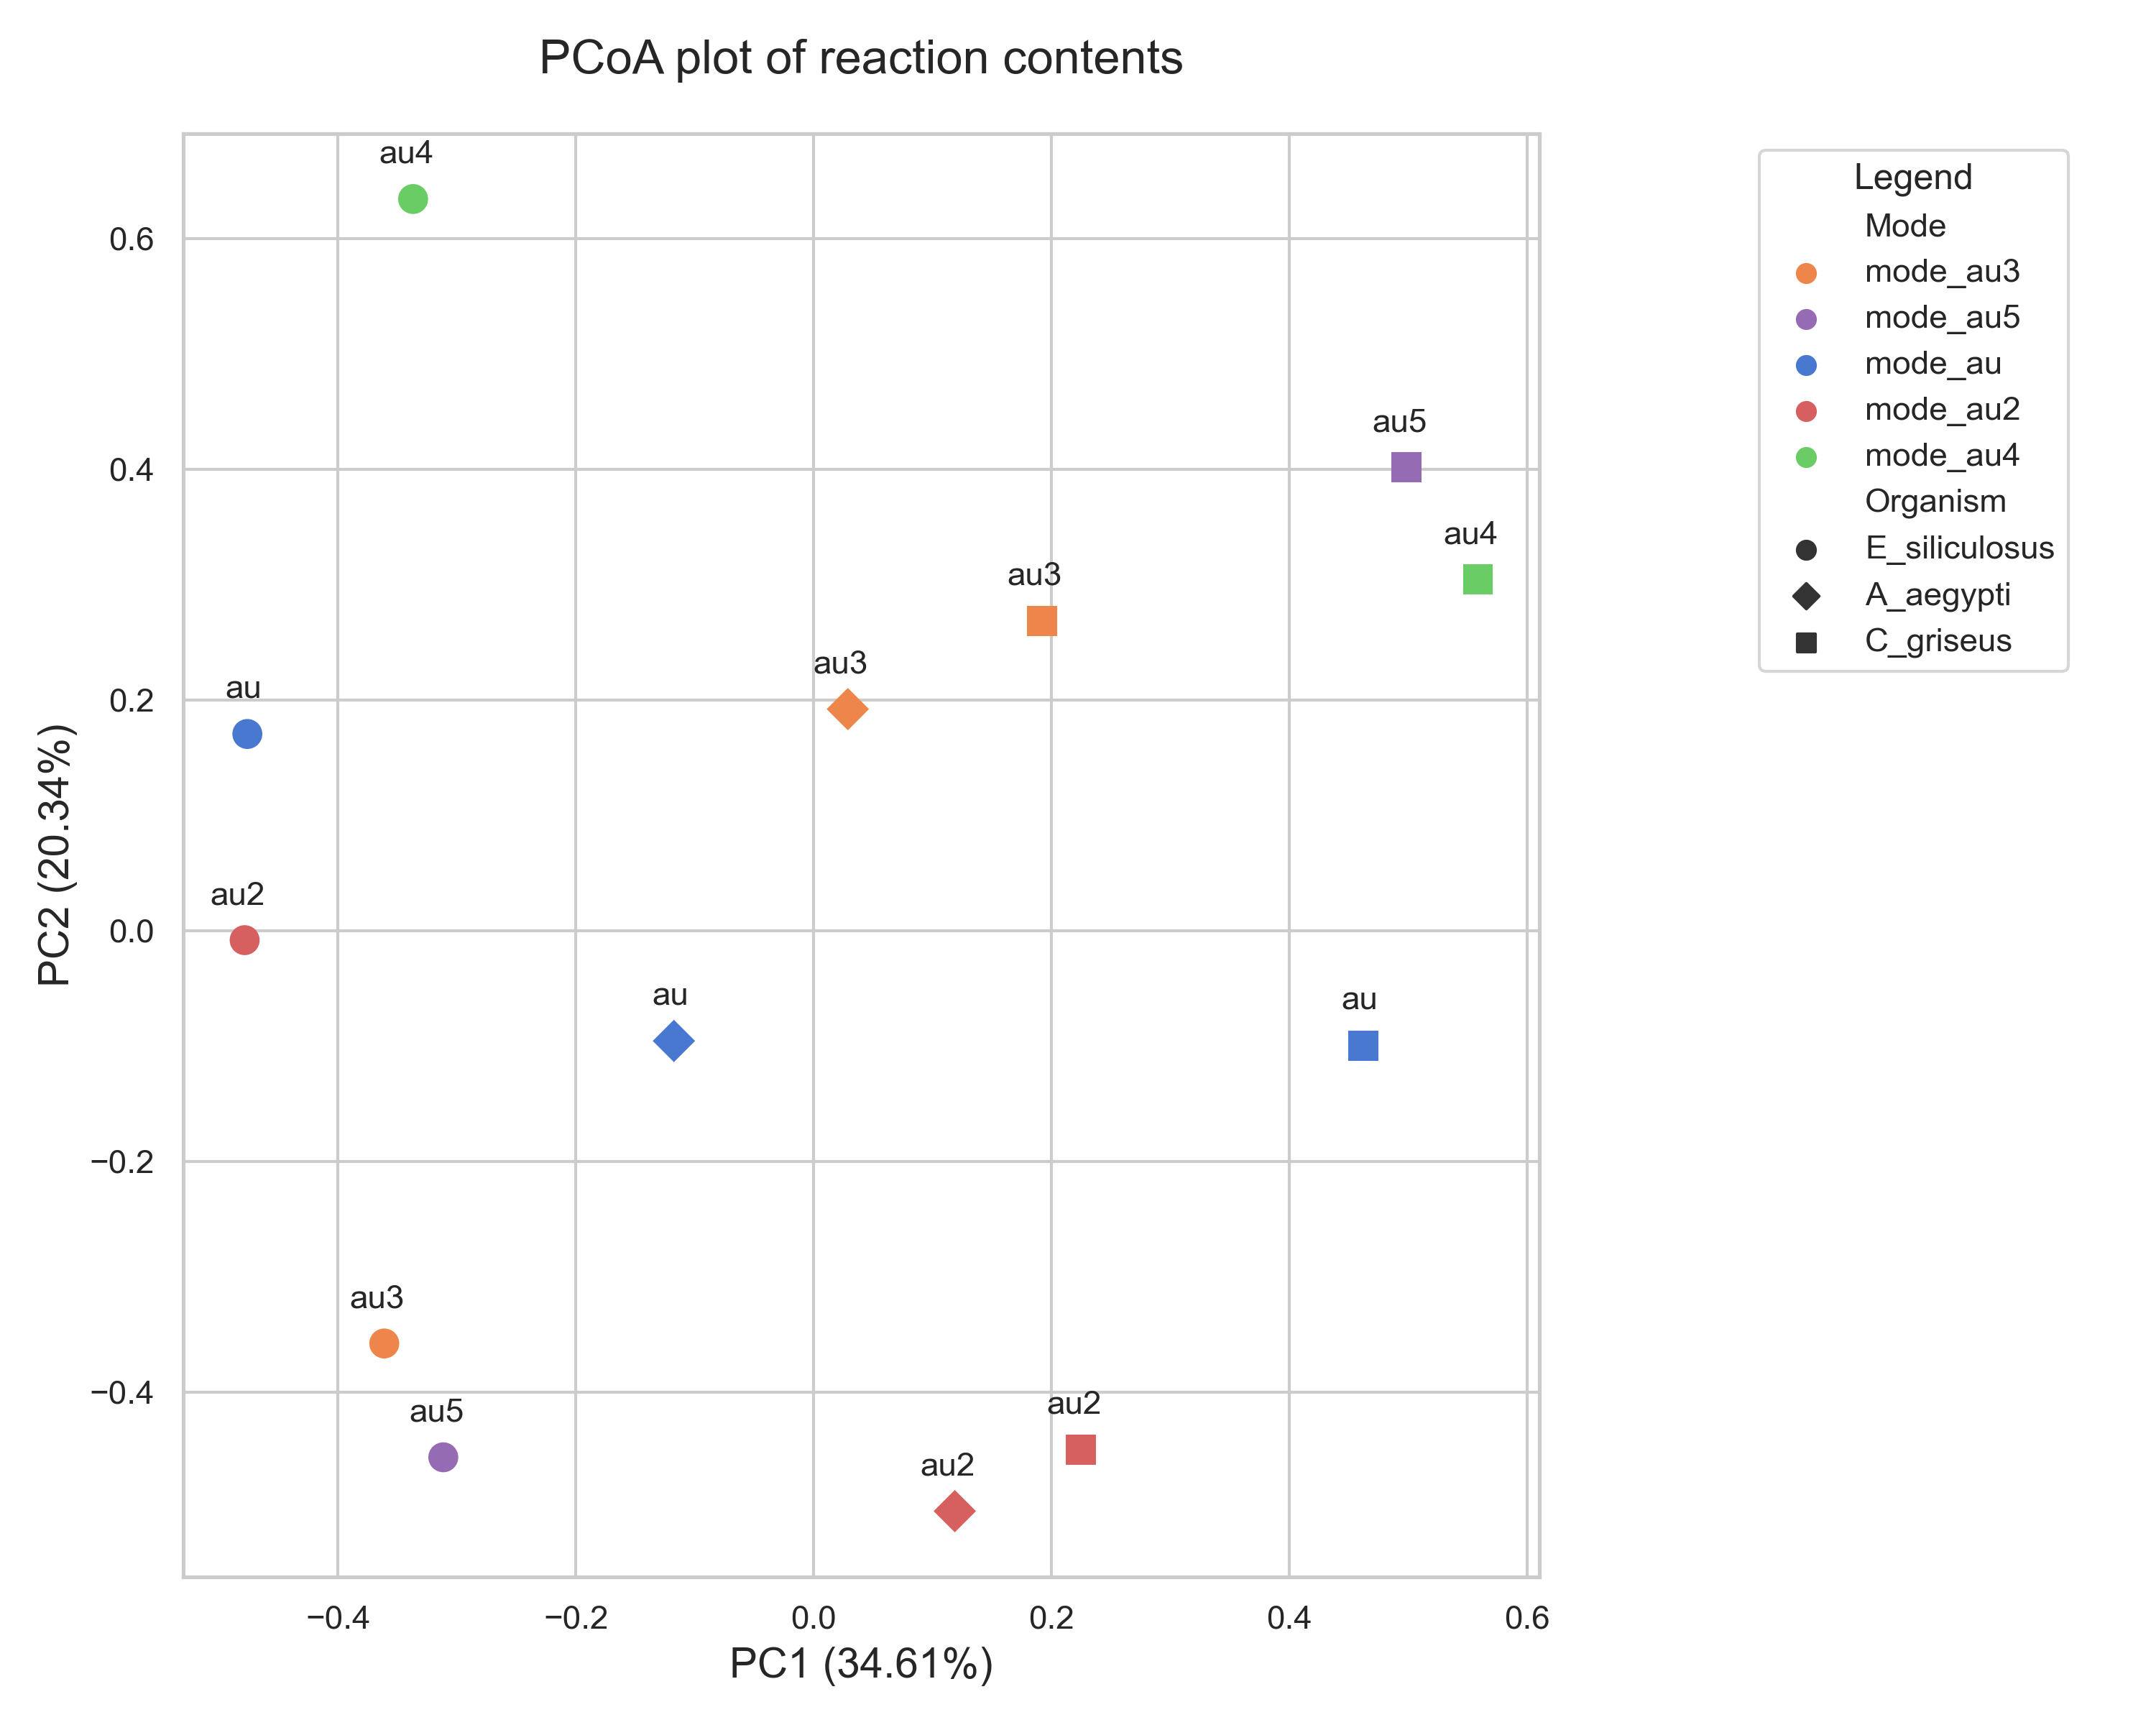 PCoA plot of reaction contents
au4
0.6
au5
0.4
au4
au3
au3
au
0.2
PC2 (20.34%)
au2
0.0
au
au
−0.2
au3
−0.4
au2
au5
au2
−0.4
−0.2
0.0
0.2
0.4
0.6
PC1 (34.61%)
Legend
Mode
mode_au3
mode_au5
mode_au
mode_au2
mode_au4
Organism
E_siliculosus
A_aegypti
C_griseus